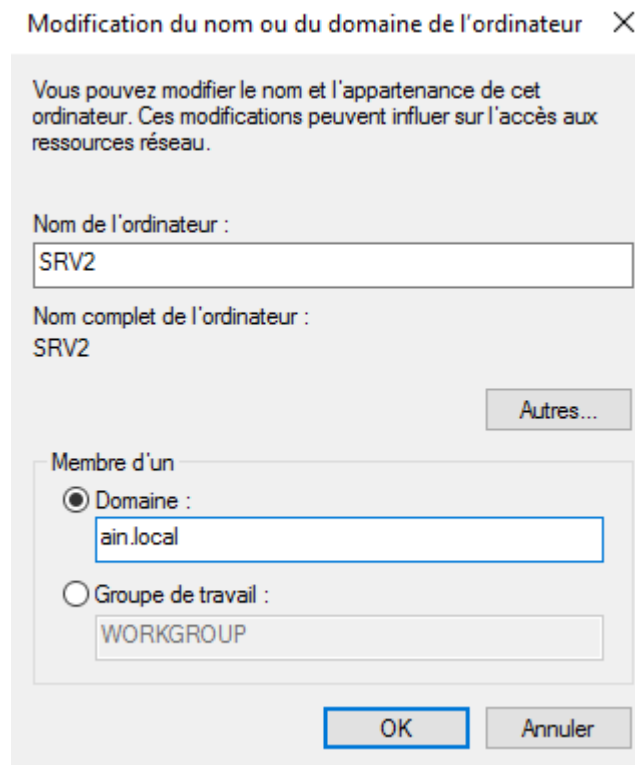 Modification du nom ou du domaine de l'ordinateur
Vous pouvez modifier le nom et l'appartenance de cet
ordinateur. Ces modifications peuvent influer sur l'accès aux
ressources réseau.
Nom de l'ordinateur :
SRV2
Nom complet de l'ordinateur :
SRV2
Autres...
Membre d'un
Domaine :
ain.local
Groupe de travail :
WORKGROUP
OK
Annuler